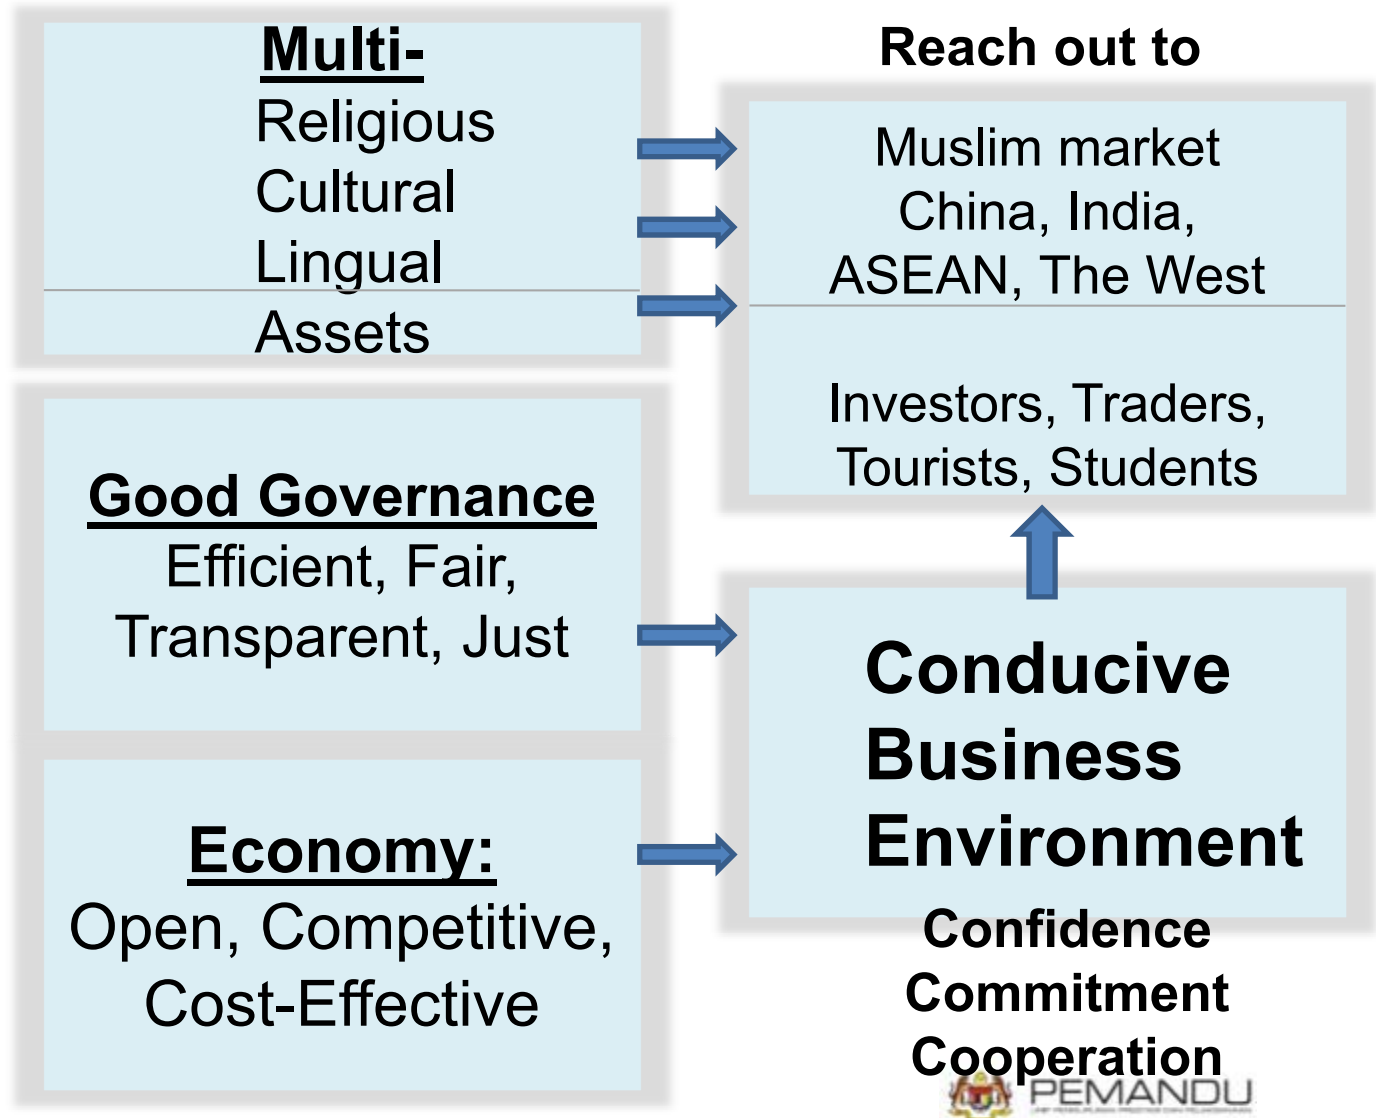 Multi-
Religious
Cultural
Lingual
Assets
Reach out to
Muslim market
China, India,
ASEAN, The West
Investors, Traders,
Tourists, Students
Good Governance
Efficient, Fair,
Transparent, Just
Conducive
Business
Environment
Economy:
Open, Competitive,
Cost-Effective
Confidence
Commitment
Cooperation
PEMANDU